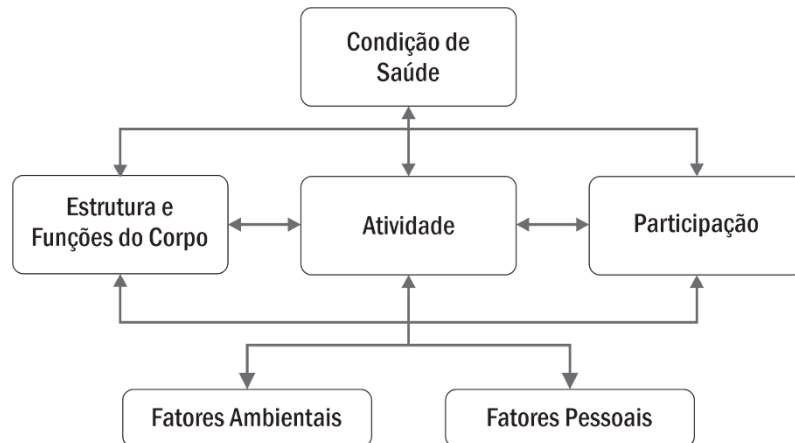 Condição de
Saúde
Estrutura e
Funções do Corpo
Atividade
Participação
Fatores Ambientais
Fatores Pessoais